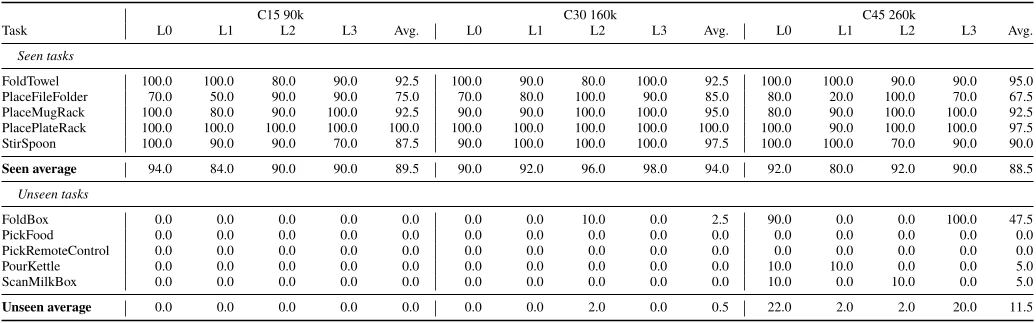 C15 90k C30 160k C45 260k
Task L0 L1 L2 L3 Avg. L0 L1 L2 L3 Avg. L0 L1 L2 L3 Avg.
Seen tasks
FoldTowel 100.0 100.0 80.0 90.0 92.5 100.0 90.0 80.0 100.0 92.5 100.0 100.0 90.0 90.0 95.0
PlaceFileFolder 70.0 50.0 90.0 90.0 75.0 70.0 80.0 100.0 90.0 85.0 80.0 20.0 100.0 70.0 67.5
PlaceMugRack 100.0 80.0 90.0 100.0 92.5 90.0 90.0 100.0 100.0 95.0 80.0 90.0 100.0 100.0 92.5
PlacePlateRack 100.0 100.0 100.0 100.0 100.0 100.0 100.0 100.0 100.0 100.0 100.0 90.0 100.0 100.0 97.5
StirSpoon 100.0 90.0 90.0 70.0 87.5 90.0 100.0 100.0 100.0 97.5 100.0 100.0 70.0 90.0 90.0
Seen average 94.0 84.0 90.0 90.0 89.5 90.0 92.0 96.0 98.0 94.0 92.0 80.0 92.0 90.0 88.5
Unseen tasks
FoldBox 0.0 0.0 0.0 0.0 0.0 0.0 0.0 10.0 0.0 2.5 90.0 0.0 0.0 100.0 47.5
PickFood 0.0 0.0 0.0 0.0 0.0 0.0 0.0 0.0 0.0 0.0 0.0 0.0 0.0 0.0 0.0
PickRemoteControl 0.0 0.0 0.0 0.0 0.0 0.0 0.0 0.0 0.0 0.0 0.0 0.0 0.0 0.0 0.0
PourKettle 0.0 0.0 0.0 0.0 0.0 0.0 0.0 0.0 0.0 0.0 10.0 10.0 0.0 0.0 5.0
ScanMilkBox 0.0 0.0 0.0 0.0 0.0 0.0 0.0 0.0 0.0 0.0 10.0 0.0 10.0 0.0 5.0
Unseen average 0.0 0.0 0.0 0.0 0.0 0.0 0.0 2.0 0.0 0.5 22.0 2.0 2.0 20.0 11.5